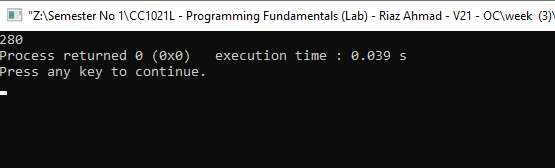 "Z:\Semester No 1\CC1021L - Programming Fundamentals (Lab) - Riaz Ahmad - V21 - OC\week  (3)\
280
Process returned 0 (0x0)   execution time : 0.039 s
Press any key to continue.